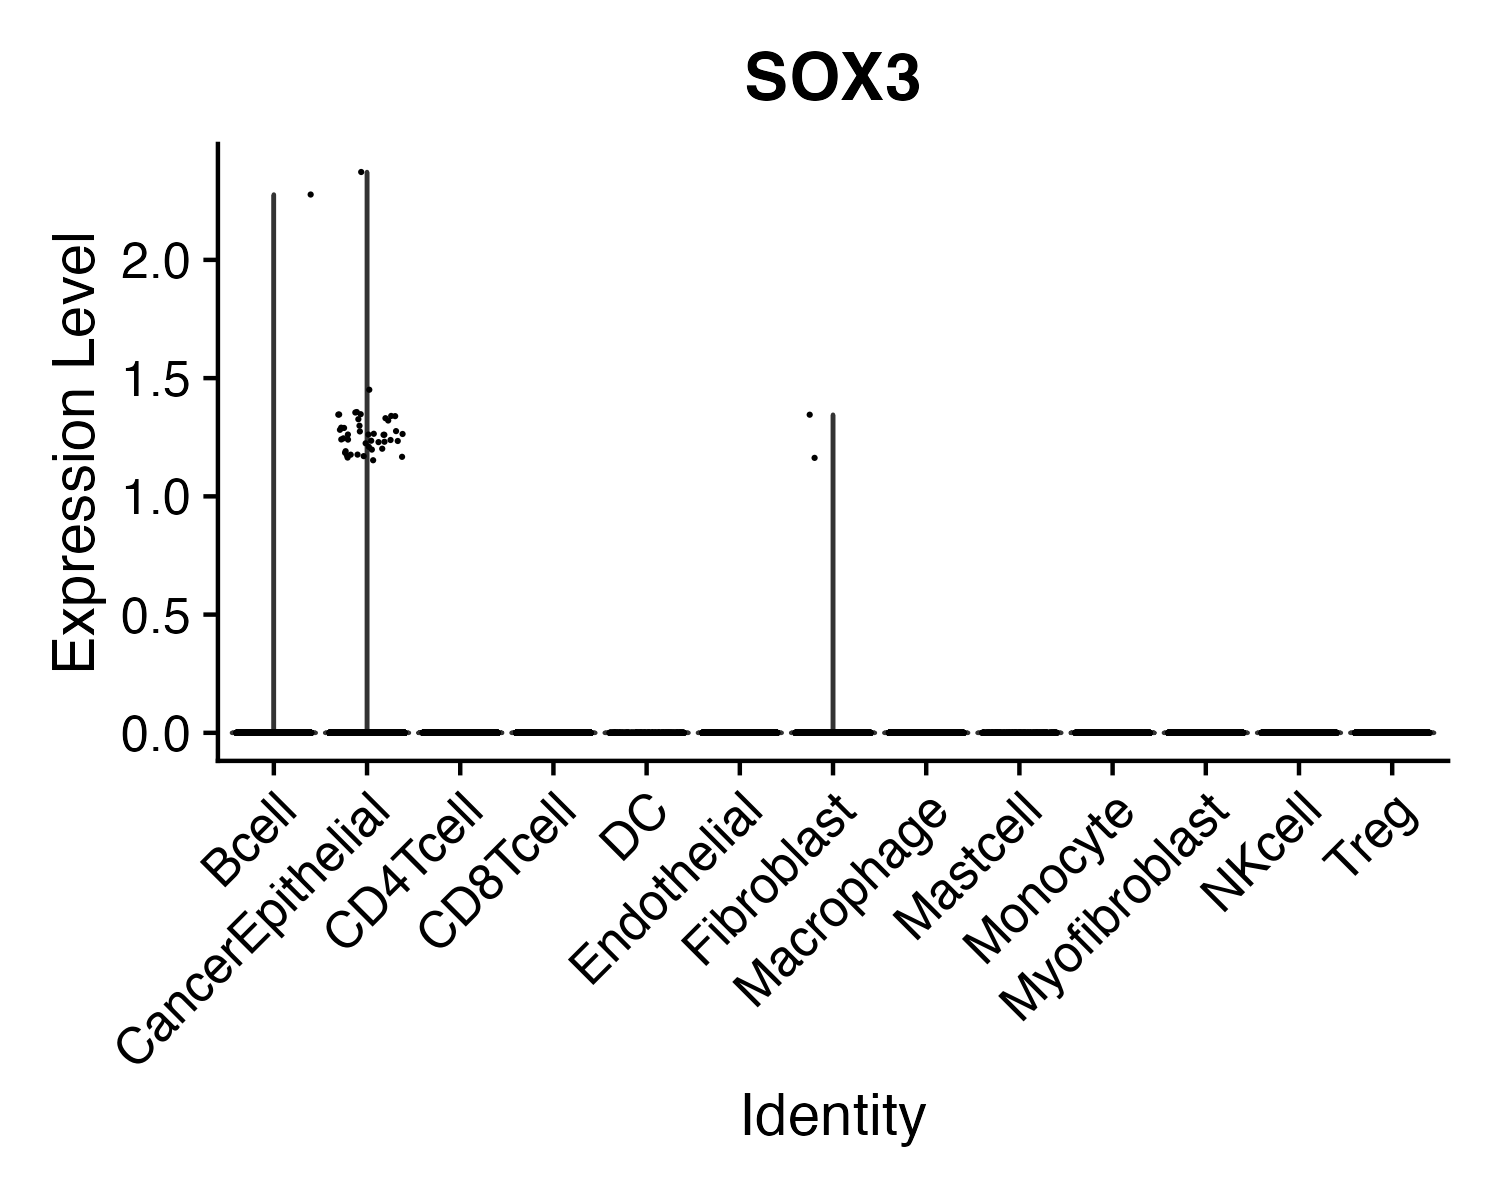 SOX3
Expression Level
2.0
1.5
1.0
0.5
0.0
Bcell
CancerEpithelial
CD4Tcell
CD8Tcell
DC
Endothelial
Fibroblast
Macrophage
Mastcell
Monocyte
Myofibroblast
NKcell
Treg
Identity